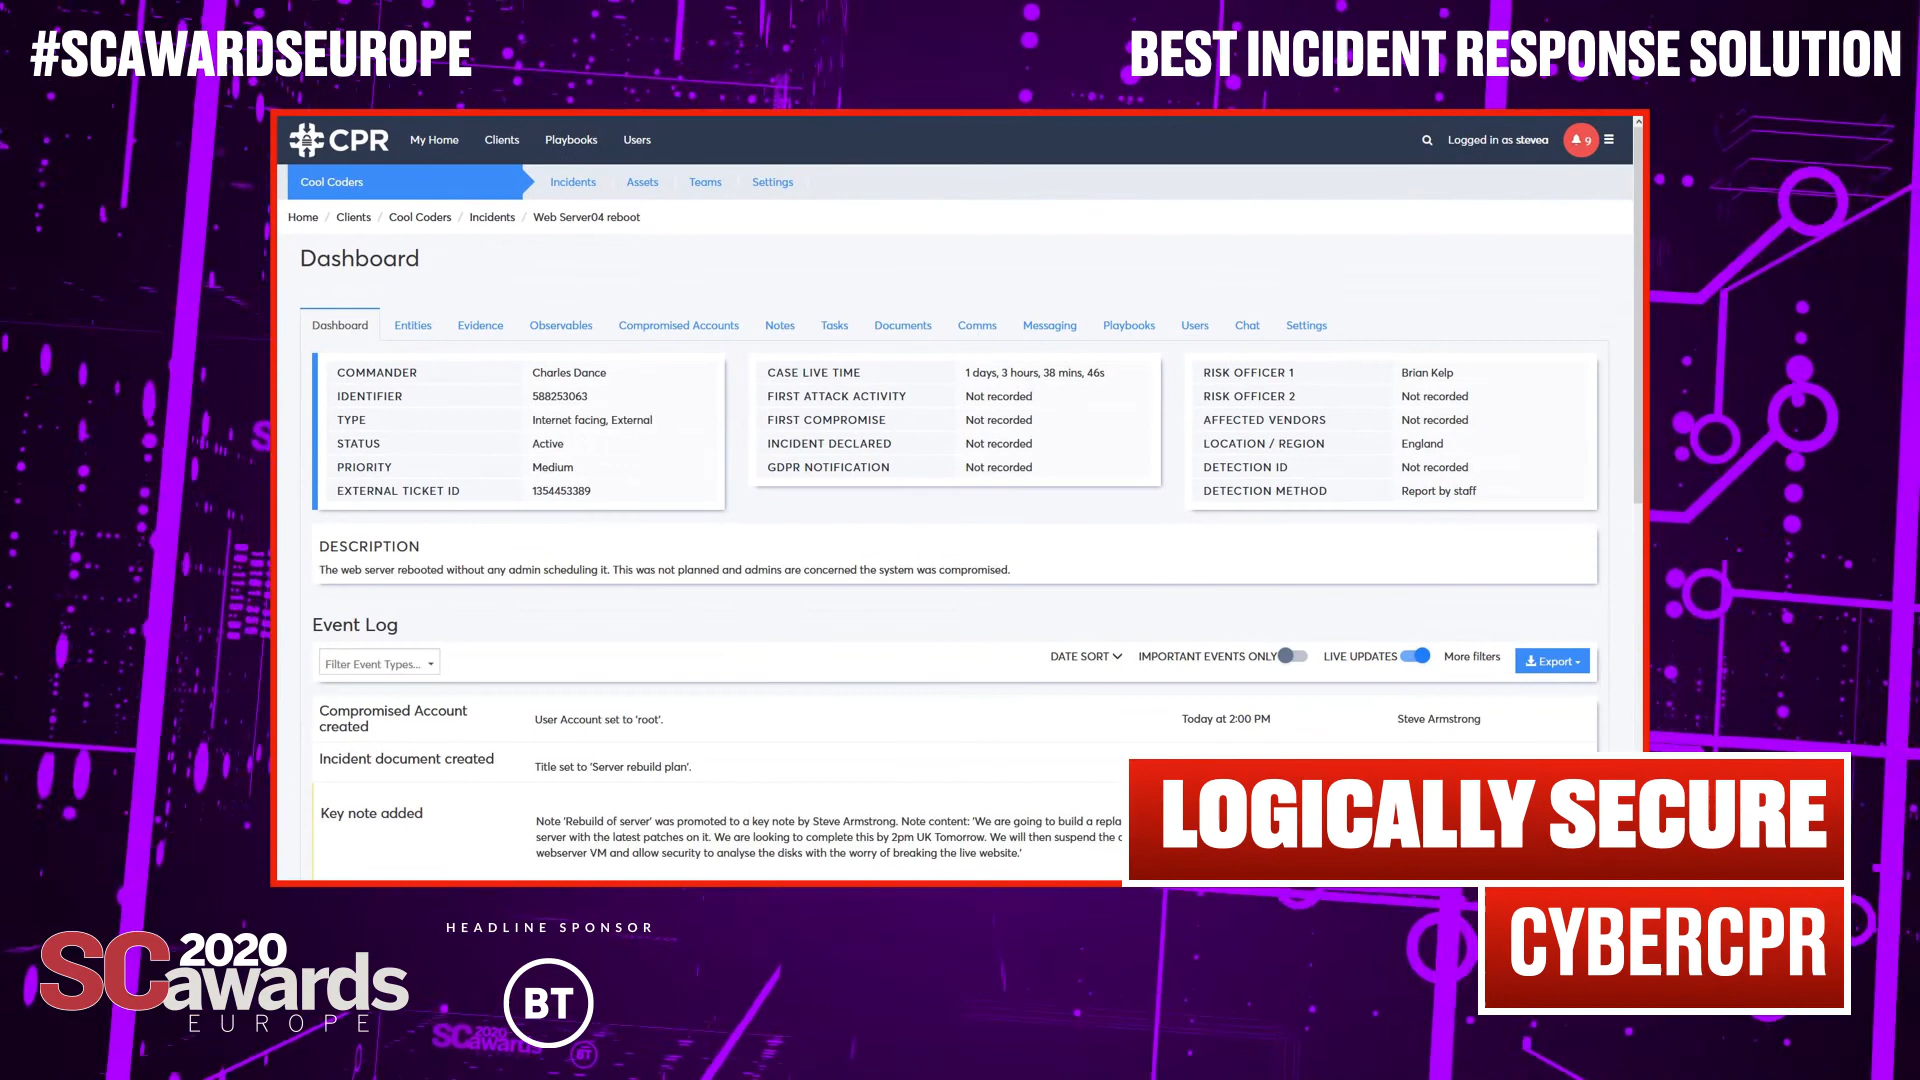 #SCAWARDSEUROPE
BEST INCIDENT RESPONSE SOLUTION
CPR My Home Clients Playbooks Users
Logged in as stevea 9
Cool Coders Incidents Assets Teams Settings
Home / Clients / Cool Coders / Incidents / Web Server04 reboot
Dashboard
Dashboard Entities Evidence Observables Compromised Accounts Notes Tasks Documents Comms Messaging Playbooks Users Chat Settings
COMMANDER Charles Dance
IDENTIFIER 588253063
TYPE Internet facing, External
STATUS Active
PRIORITY Medium
EXTERNAL TICKET ID 1354453389
CASE LIVE TIME 1 days, 3 hours, 38 mins, 46s
FIRST ATTACK ACTIVITY Not recorded
FIRST COMPROMISE Not recorded
INCIDENT DECLARED Not recorded
GDPR NOTIFICATION Not recorded
RISK OFFICER 1 Brian Kelp
RISK OFFICER 2 Not recorded
AFFECTED VENDORS Not recorded
LOCATION / REGION England
DETECTION ID Not recorded
DETECTION METHOD Report by staff
DESCRIPTION
The web server rebooted without any admin scheduling it. This was not planned and admins are concerned the system was compromised.
Event Log
Filter Event Types...
DATE SORT IMPORTANT EVENTS ONLY LIVE UPDATES More filters Export
Compromised Account
created
User Account set to 'root'.
Today at 2:00 PM
Steve Armstrong
Incident document created
Title set to 'Server rebuild plan'.
Key note added
Note 'Rebuild of server' was promoted to a key note by Steve Armstrong. Note content: 'We are going to build a repla
server with the latest patches on it. We are looking to complete this by 2pm UK Tomorrow. We will then suspend the
webserver VM and allow security to analyse the disks with the worry of breaking the live website.'
LOGICALLY SECURE
CYBERCPR
SC 2020
awards
EUROPE
HEADLINE SPONSOR
BT
SC 2020
awards
BT